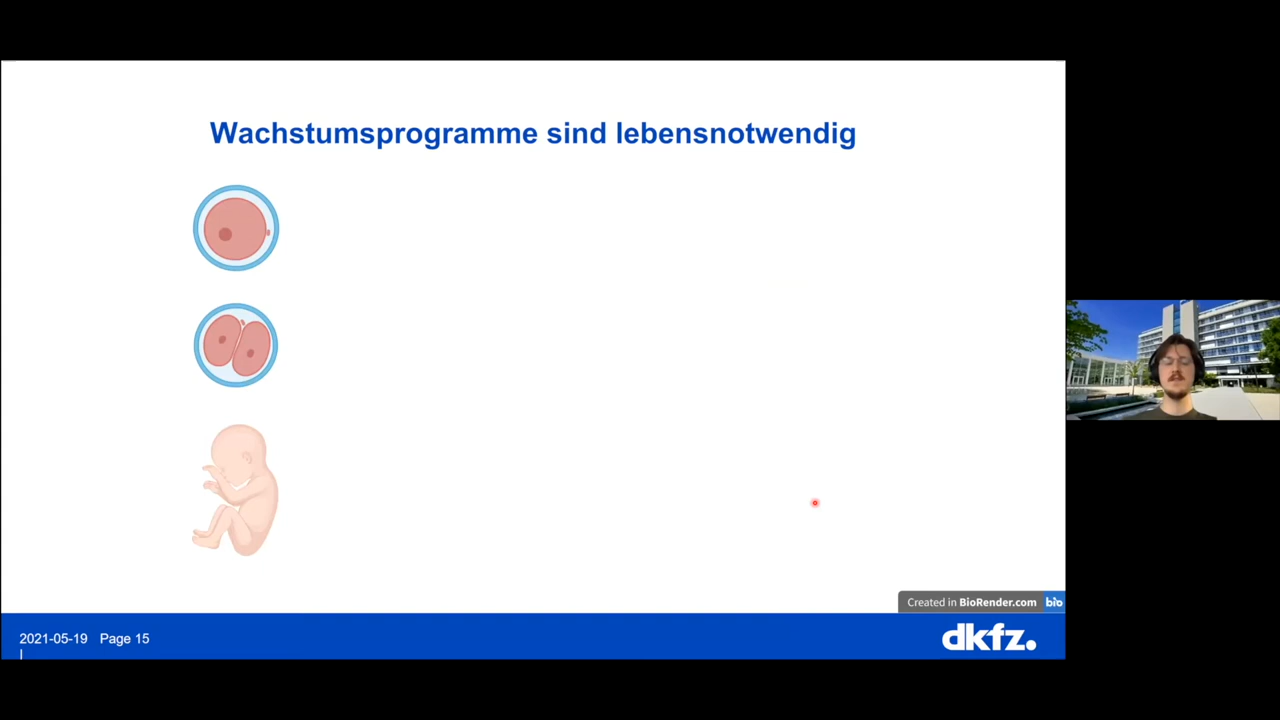 Wachstumsprogramme sind lebensnotwendig
Created in BioRender.com bio
2021-05-19 Page 15
dkfz.